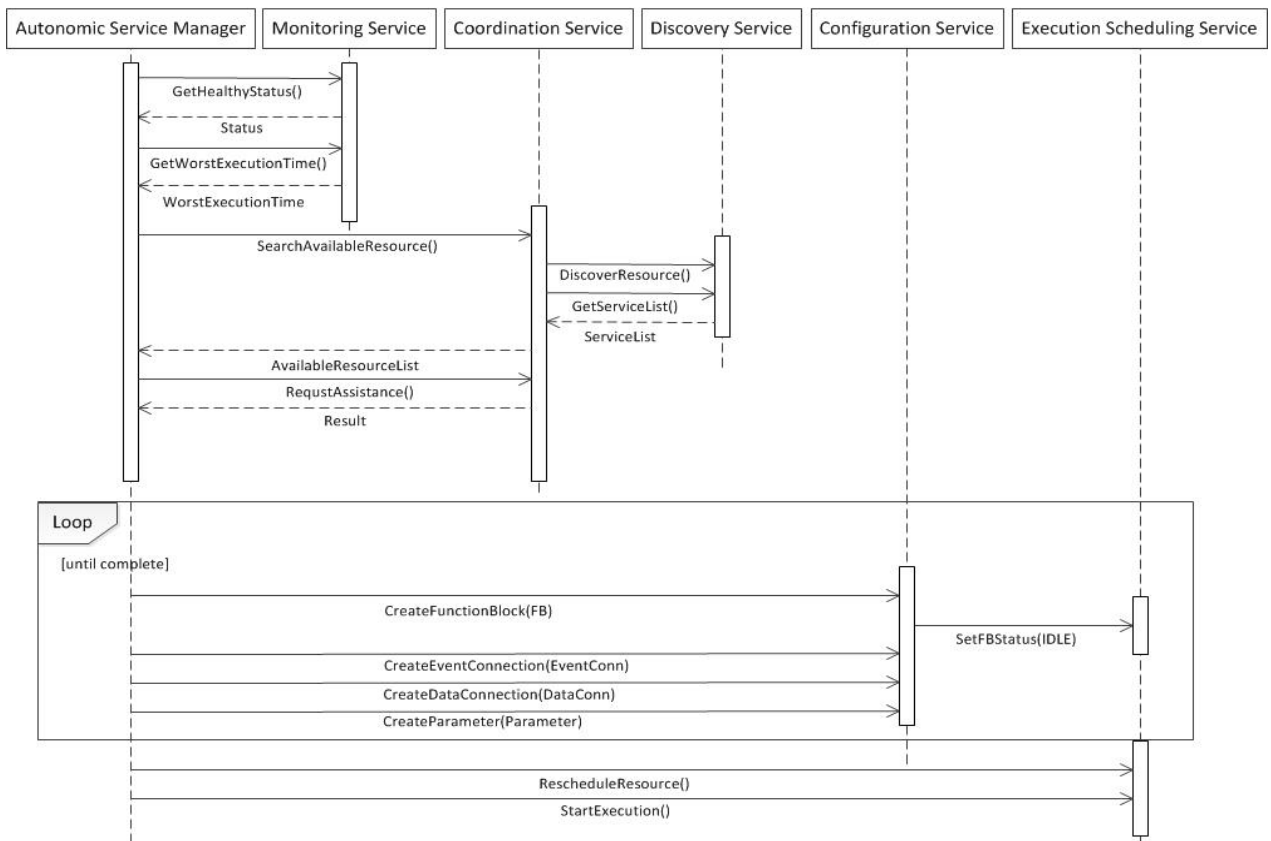 Autonomic Service Manager
Monitoring Service
Coordination Service
Discovery Service
Configuration Service
Execution Scheduling Service
GetHealthyStatus()
Status
GetWorstExecutionTime()
WorstExecutionTime
SearchAvailableResource()
DiscoverResource()
GetServiceList()
ServiceList
AvailableResourceList
RequstAssistance()
Result
Loop
[until complete]
CreateFunctionBlock(FB)
SetFBStatus(IDLE)
CreateEventConnection(EventConn)
CreateDataConnection(DataConn)
CreateParameter(Parameter)
RescheduleResource()
StartExecution()